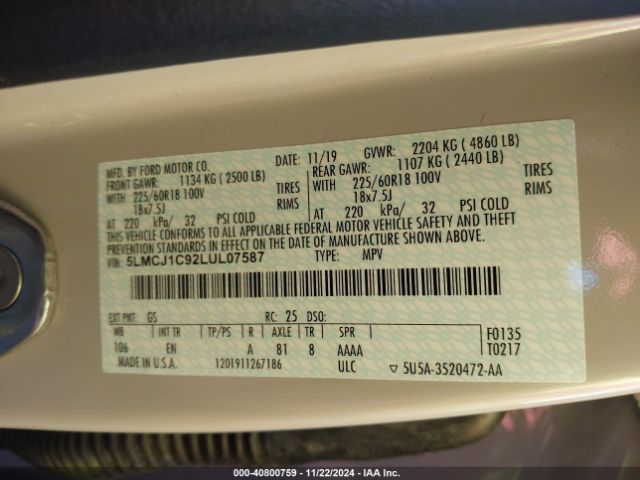 MFD. BY FORD MOTOR CO.
DATE: 11/19 GVWR: 2204 KG ( 4860 LB)
FRONT GAWR: 1134 KG ( 2500 LB)
REAR GAWR: 1107 KG ( 2440 LB)
WITH 225/60R18 100V TIRES
WITH 225/60R18 100V TIRES
18x7.5J RIMS
18x7.5J RIMS
AT 220 kPa/ 32 PSI COLD
AT 220 kPa/ 32 PSI COLD
THIS VEHICLE CONFORMS TO ALL APPLICABLE FEDERAL MOTOR VEHICLE SAFETY AND THEFT
PREVENTION STANDARDS IN EFFECT ON THE DATE OF MANUFACTURE SHOWN ABOVE.
VIN: 5LMCJ1C92LUL07587 TYPE: MPV
EXT PNT: GS RC: 25 DSO:
WB INT TR TP/PS R AXLE TR SPR
F0135
106 EN A 81 8 AAAA
T0217
MADE IN U.S.A. 1201911267186 ULC ▽ 5U5A-3520472-AA
000-40800759 - 11/22/2024 - IAA Inc.